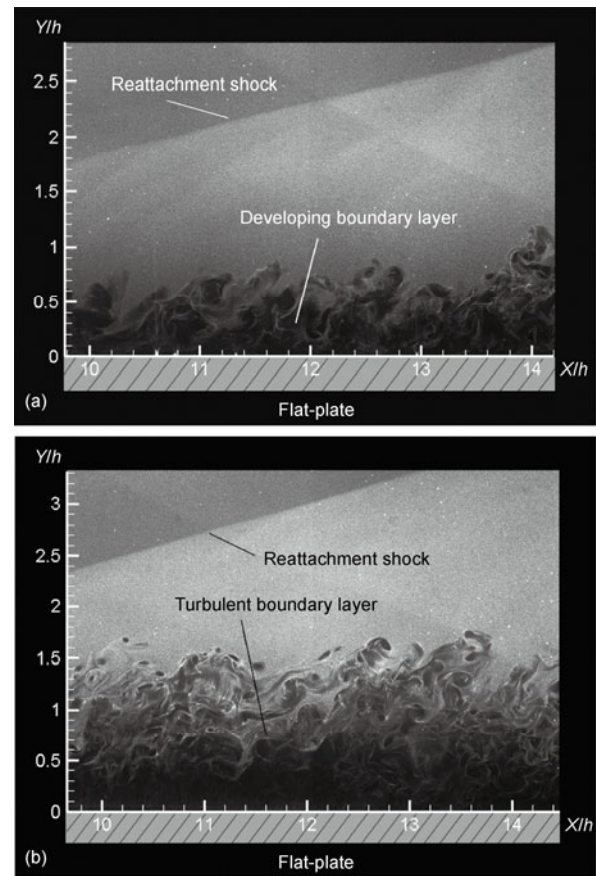 Y/h
2.5
Reattachment shock
2
1.5
Developing boundary layer
1
0.5
0
10 11 12 13 14 X/h
(a)
Flat-plate
Y/h
3
2.5
Reattachment shock
2
Turbulent boundary layer
1.5
1
0.5
0
10 11 12 13 14 X/h
(b)
Flat-plate